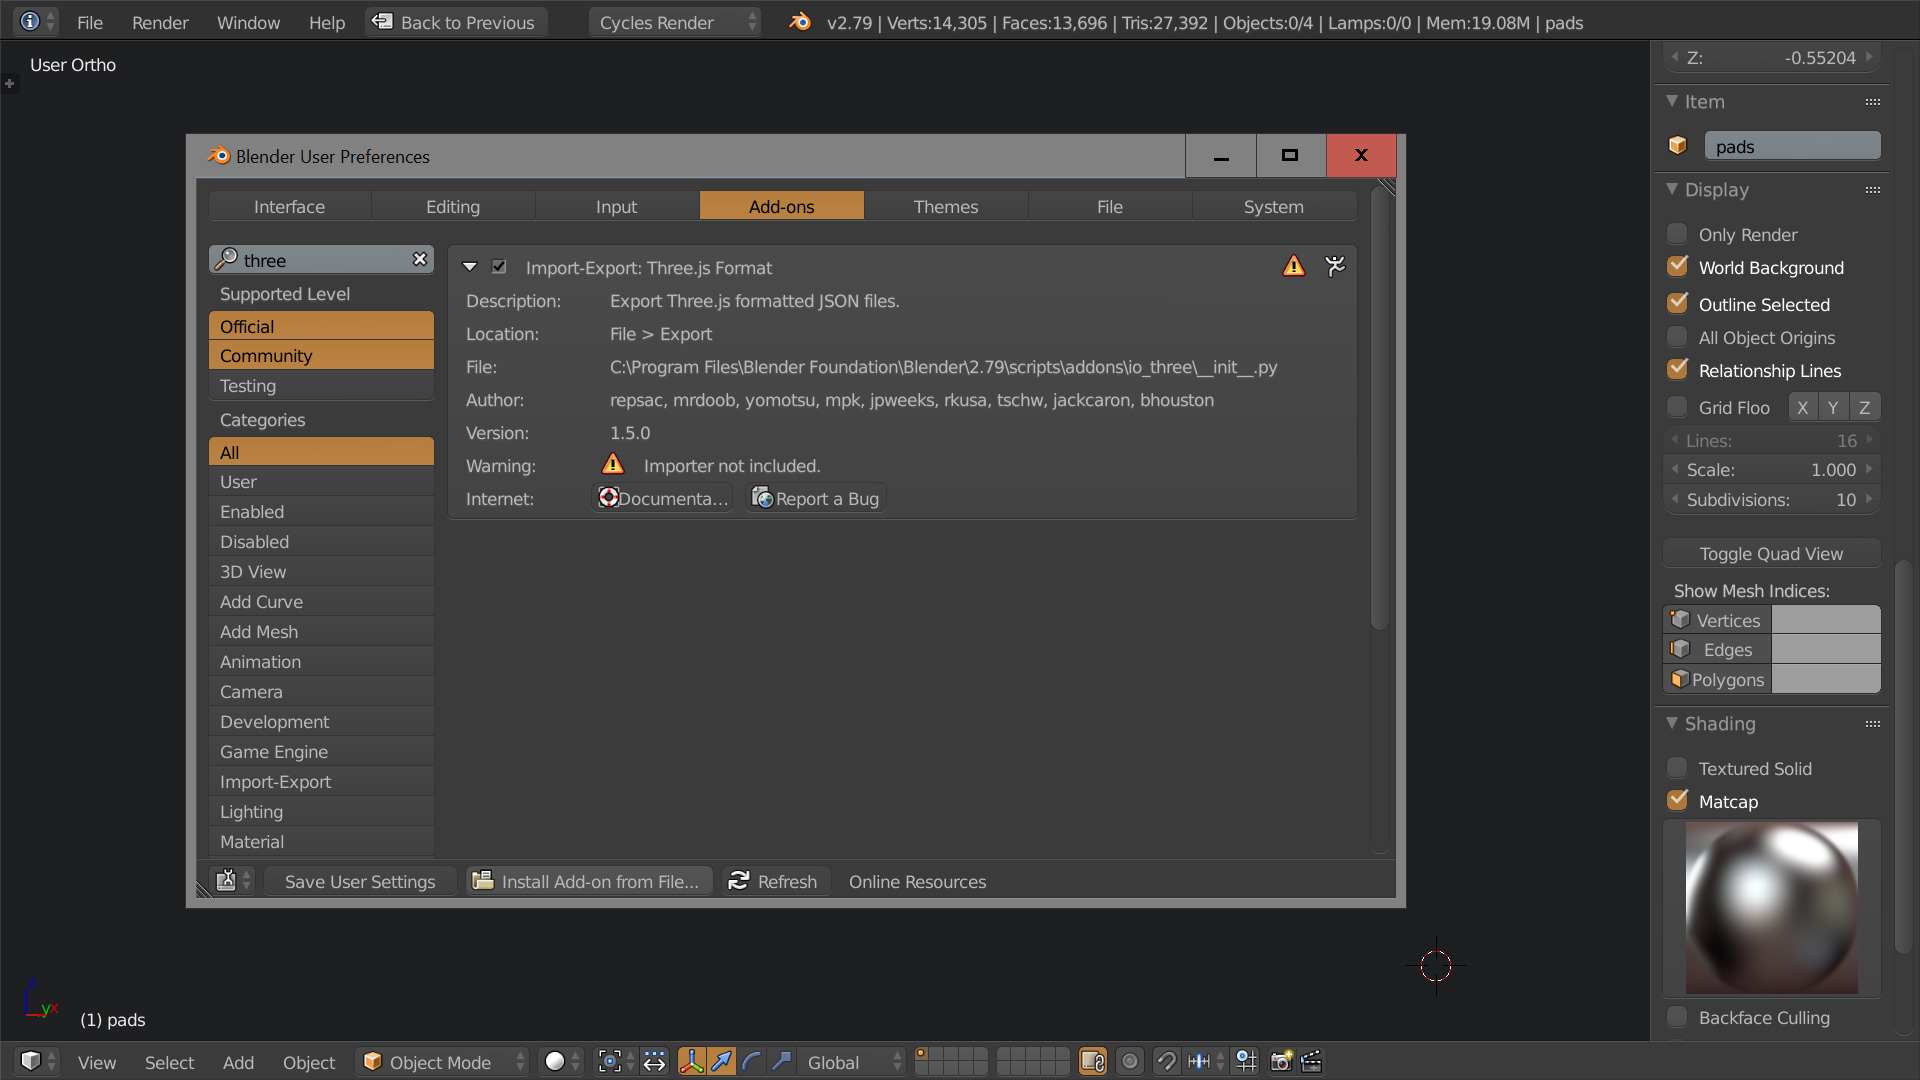 File Render Window Help Back to Previous Cycles Render v2.79 | Verts:14,305 | Faces:13,696 | Tris:27,392 | Objects:0/4 | Lamps:0/0 | Mem:19.08M | pads
User Ortho
Blender User Preferences
Interface Editing Input Add-ons Themes File System
three
Supported Level
Official
Community
Testing
Categories
All
User
Enabled
Disabled
3D View
Add Curve
Add Mesh
Animation
Camera
Development
Game Engine
Import-Export
Lighting
Material
Import-Export: Three.js Format
Description: Export Three.js formatted JSON files.
Location: File > Export
File: C:\Program Files\Blender Foundation\Blender\2.79\scripts\addons\io_three\__init__.py
Author: repsac, mrdoob, yomotsu, mpk, jpweeks, rkusa, tschw, jackcaron, bhouston
Version: 1.5.0
Warning: Importer not included.
Internet: Documenta... Report a Bug
Save User Settings Install Add-on from File... Refresh Online Resources
Z: -0.55204
Item
pads
Display
Only Render
World Background
Outline Selected
All Object Origins
Relationship Lines
Grid Floo X Y Z
Lines: 16
Scale: 1.000
Subdivisions: 10
Toggle Quad View
Show Mesh Indices:
Vertices
Edges
Polygons
Shading
Textured Solid
Matcap
Backface Culling
z
y x
(1) pads
View Select Add Object Object Mode Global